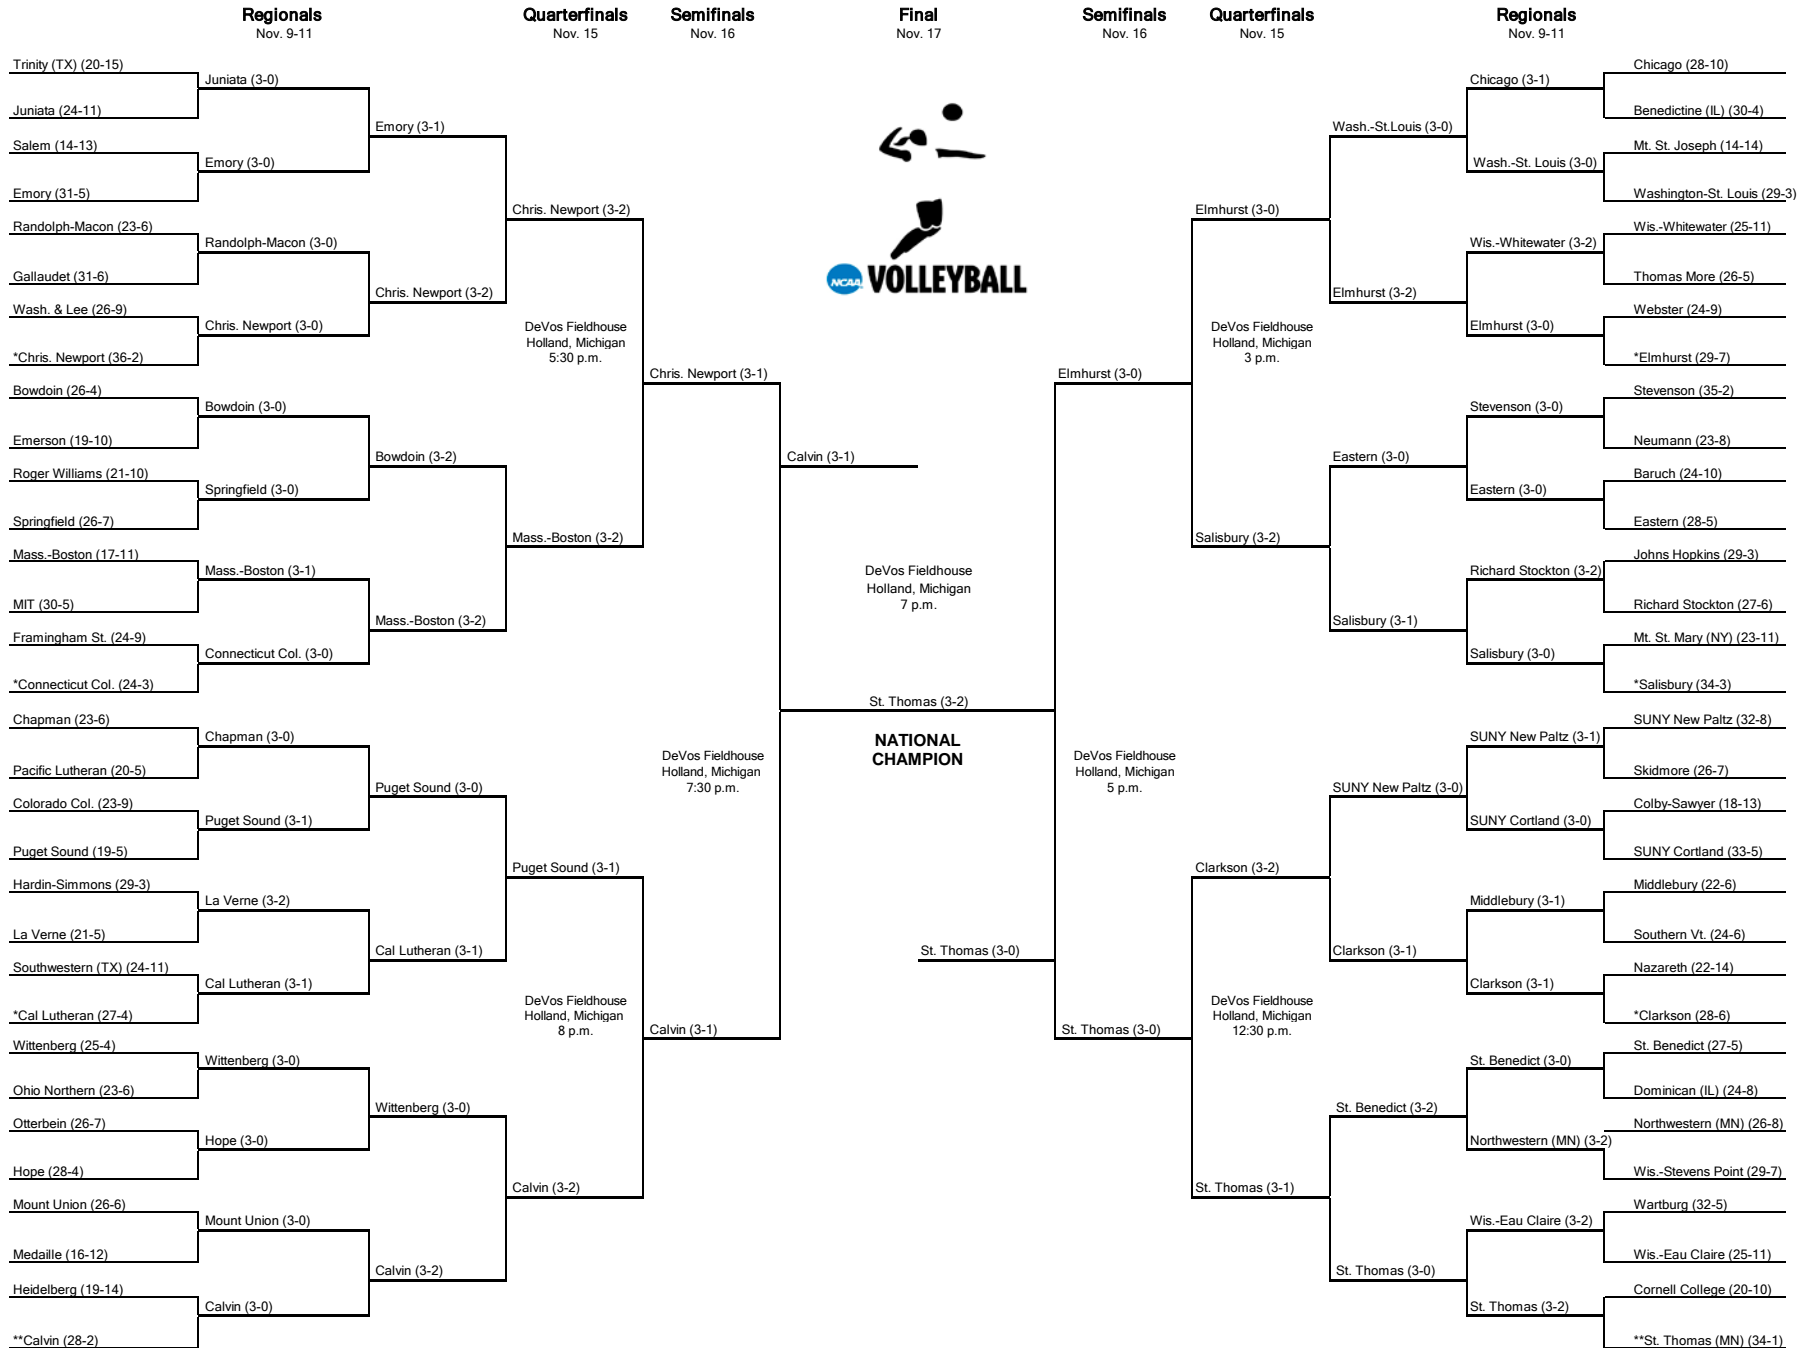 Regionals
Nov. 9-11
Quarterfinals
Nov. 15
Semifinals
Nov. 16
Final
Nov. 17
Semifinals
Nov. 16
Quarterfinals
Nov. 15
Regionals
Nov. 9-11
Trinity (TX) (20-15)
Juniata (24-11)
Salem (14-13)
Emory (31-5)
Randolph-Macon (23-6)
Gallaudet (31-6)
Wash. & Lee (26-9)
*Chris. Newport (36-2)
Bowdoin (26-4)
Emerson (19-10)
Roger Williams (21-10)
Springfield (26-7)
Mass.-Boston (17-11)
MIT (30-5)
Framingham St. (24-9)
*Connecticut Col. (24-3)
Chapman (23-6)
Pacific Lutheran (20-5)
Colorado Col. (23-9)
Puget Sound (19-5)
Hardin-Simmons (29-3)
La Verne (21-5)
Southwestern (TX) (24-11)
*Cal Lutheran (27-4)
Wittenberg (25-4)
Ohio Northern (23-6)
Otterbein (26-7)
Hope (28-4)
Mount Union (26-6)
Medaille (16-12)
Heidelberg (19-14)
**Calvin (28-2)
Juniata (3-0)
Emory (3-0)
Randolph-Macon (3-0)
Chris. Newport (3-0)
Bowdoin (3-0)
Springfield (3-0)
Mass.-Boston (3-1)
Connecticut Col. (3-0)
Chapman (3-0)
Puget Sound (3-1)
La Verne (3-2)
Cal Lutheran (3-1)
Wittenberg (3-0)
Hope (3-0)
Mount Union (3-0)
Calvin (3-0)
Emory (3-1)
Chris. Newport (3-2)
Bowdoin (3-2)
Mass.-Boston (3-2)
Puget Sound (3-0)
Cal Lutheran (3-1)
Wittenberg (3-0)
Calvin (3-2)
Chris. Newport (3-2)
DeVos Fieldhouse
Holland, Michigan
5:30 p.m.
Mass.-Boston (3-2)
Puget Sound (3-1)
DeVos Fieldhouse
Holland, Michigan
8 p.m.
Calvin (3-2)
Chris. Newport (3-1)
DeVos Fieldhouse
Holland, Michigan
7:30 p.m.
Calvin (3-1)
NCAA VOLLEYBALL
Calvin (3-1)
DeVos Fieldhouse
Holland, Michigan
7 p.m.
St. Thomas (3-2)
NATIONAL
CHAMPION
St. Thomas (3-0)
Elmhurst (3-0)
DeVos Fieldhouse
Holland, Michigan
5 p.m.
St. Thomas (3-0)
Elmhurst (3-0)
DeVos Fieldhouse
Holland, Michigan
3 p.m.
Salisbury (3-2)
Clarkson (3-2)
DeVos Fieldhouse
Holland, Michigan
12:30 p.m.
St. Thomas (3-1)
Wash.-St.Louis (3-0)
Elmhurst (3-2)
Eastern (3-0)
Salisbury (3-1)
SUNY New Paltz (3-0)
Clarkson (3-1)
St. Benedict (3-2)
St. Thomas (3-0)
Chicago (3-1)
Wash.-St. Louis (3-0)
Wis.-Whitewater (3-2)
Elmhurst (3-0)
Stevenson (3-0)
Eastern (3-0)
Richard Stockton (3-2)
Salisbury (3-0)
SUNY New Paltz (3-1)
SUNY Cortland (3-0)
Middlebury (3-1)
Clarkson (3-1)
St. Benedict (3-0)
Northwestern (MN) (3-2)
Wis.-Eau Claire (3-2)
St. Thomas (3-2)
Chicago (28-10)
Benedictine (IL) (30-4)
Mt. St. Joseph (14-14)
Washington-St. Louis (29-3)
Wis.-Whitewater (25-11)
Thomas More (26-5)
Webster (24-9)
*Elmhurst (29-7)
Stevenson (35-2)
Neumann (23-8)
Baruch (24-10)
Eastern (28-5)
Johns Hopkins (29-3)
Richard Stockton (27-6)
Mt. St. Mary (NY) (23-11)
*Salisbury (34-3)
SUNY New Paltz (32-8)
Skidmore (26-7)
Colby-Sawyer (18-13)
SUNY Cortland (33-5)
Middlebury (22-6)
Southern Vt. (24-6)
Nazareth (22-14)
*Clarkson (28-6)
St. Benedict (27-5)
Dominican (IL) (24-8)
Northwestern (MN) (26-8)
Wis.-Stevens Point (29-7)
Wartburg (32-5)
Wis.-Eau Claire (25-11)
Cornell College (20-10)
**St. Thomas (MN) (34-1)